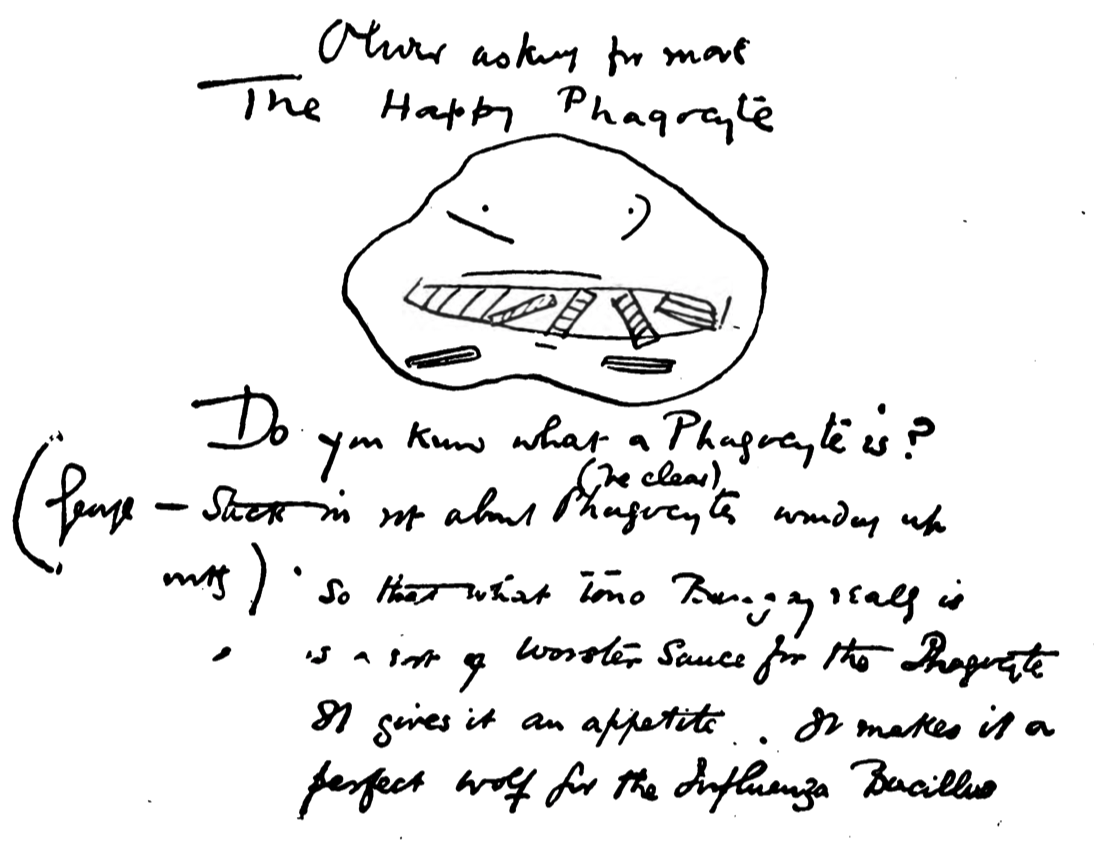 Oliver asking for more
The Happy Phagocyte
Do you know what a Phagocyte is?
(be clear)
(George – Stick in rot about Phagocytes winding up
with)
So that what Tono Bungay really is
is a sort of Worster Sauce for the Phagocyte
It gives it an appetite. It makes it a
perfect wolf for the Influenza Bacillus